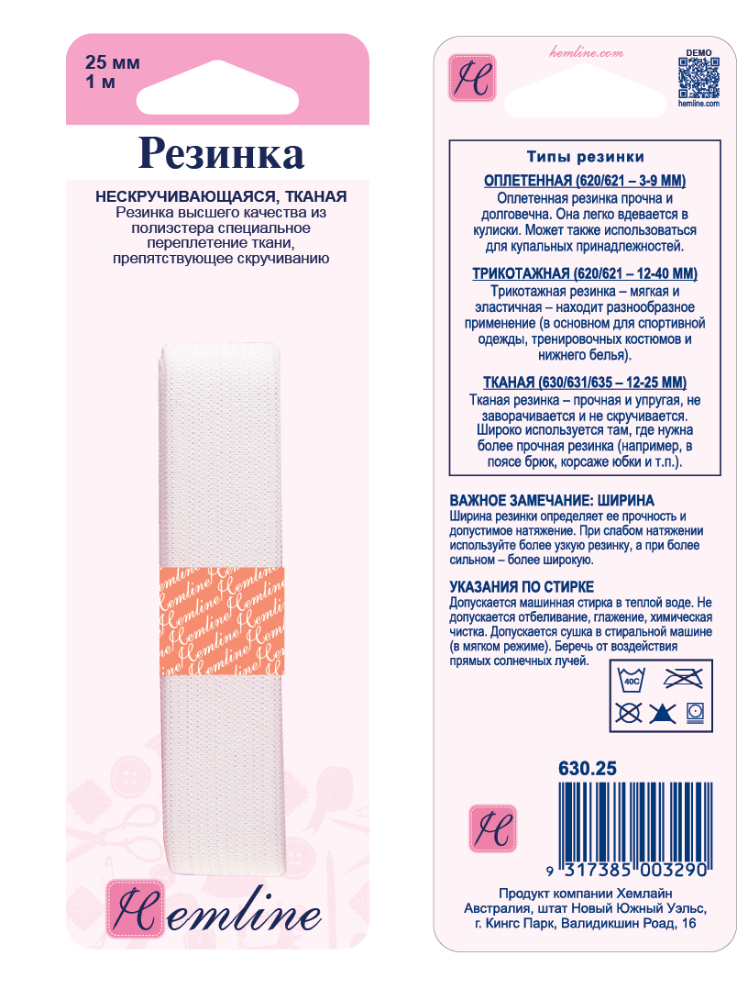 25 мм
1 м
Резинка
НЕСКРУЧИВАЮЩАЯСЯ, ТКАНАЯ
Резинка высшего качества из
полиэстера специальное
переплетение ткани,
препятствующее скручиванию
Hemline
Hemline
Hemline
Hemline
Hemline
Hemline
H emline
H
hemline.com
DEMO
hemline.com
Типы резинки
ОПЛЕТЕННАЯ (620/621 – 3-9 ММ)
Оплетенная резинка прочна и
долговечна. Она легко вдевается в
кулиски. Может также использоваться
для купальных принадлежностей.
ТРИКОТАЖНАЯ (620/621 – 12-40 ММ)
Трикотажная резинка – мягкая и
эластичная – находит разнообразное
применение (в основном для спортивной
одежды, тренировочных костюмов и
нижнего белья).
ТКАНАЯ (630/631/635 – 12-25 ММ)
Тканая резинка – прочная и упругая, не
заворачивается и не скручивается.
Широко используется там, где нужна
более прочная резинка (например, в
поясе брюк, корсаже юбки и т.п.).
ВАЖНОЕ ЗАМЕЧАНИЕ: ШИРИНА
Ширина резинки определяет ее прочность и
допустимое натяжение. При слабом натяжении
используйте более узкую резинку, а при более
сильном – более широкую.
УКАЗАНИЯ ПО СТИРКЕ
Допускается машинная стирка в теплой воде. Не
допускается отбеливание, глажение, химическая
чистка. Допускается сушка в стиральной машине
(в мягком режиме). Беречь от воздействия
прямых солнечных лучей.
40C
630.25
H
9 317385 003290
Продукт компании Хемлайн
Австралия, штат Новый Южный Уэльс,
г. Кингс Парк, Валидикшин Роад, 16